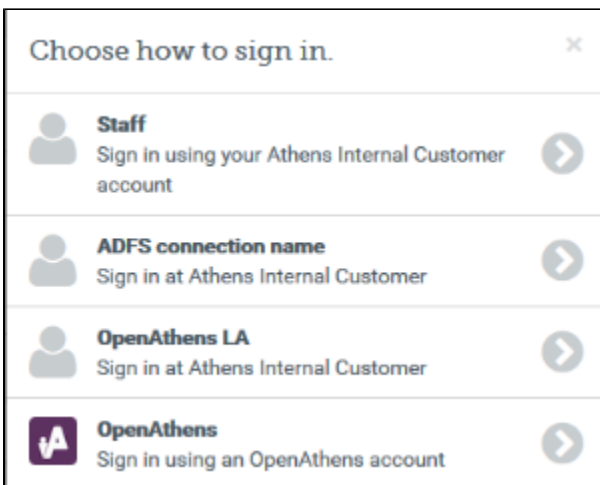 Choose how to sign in.
×
Staff
Sign in using your Athens Internal Customer
account
ADFS connection name
Sign in at Athens Internal Customer
OpenAthens LA
Sign in at Athens Internal Customer
OpenAthens
Sign in using an OpenAthens account